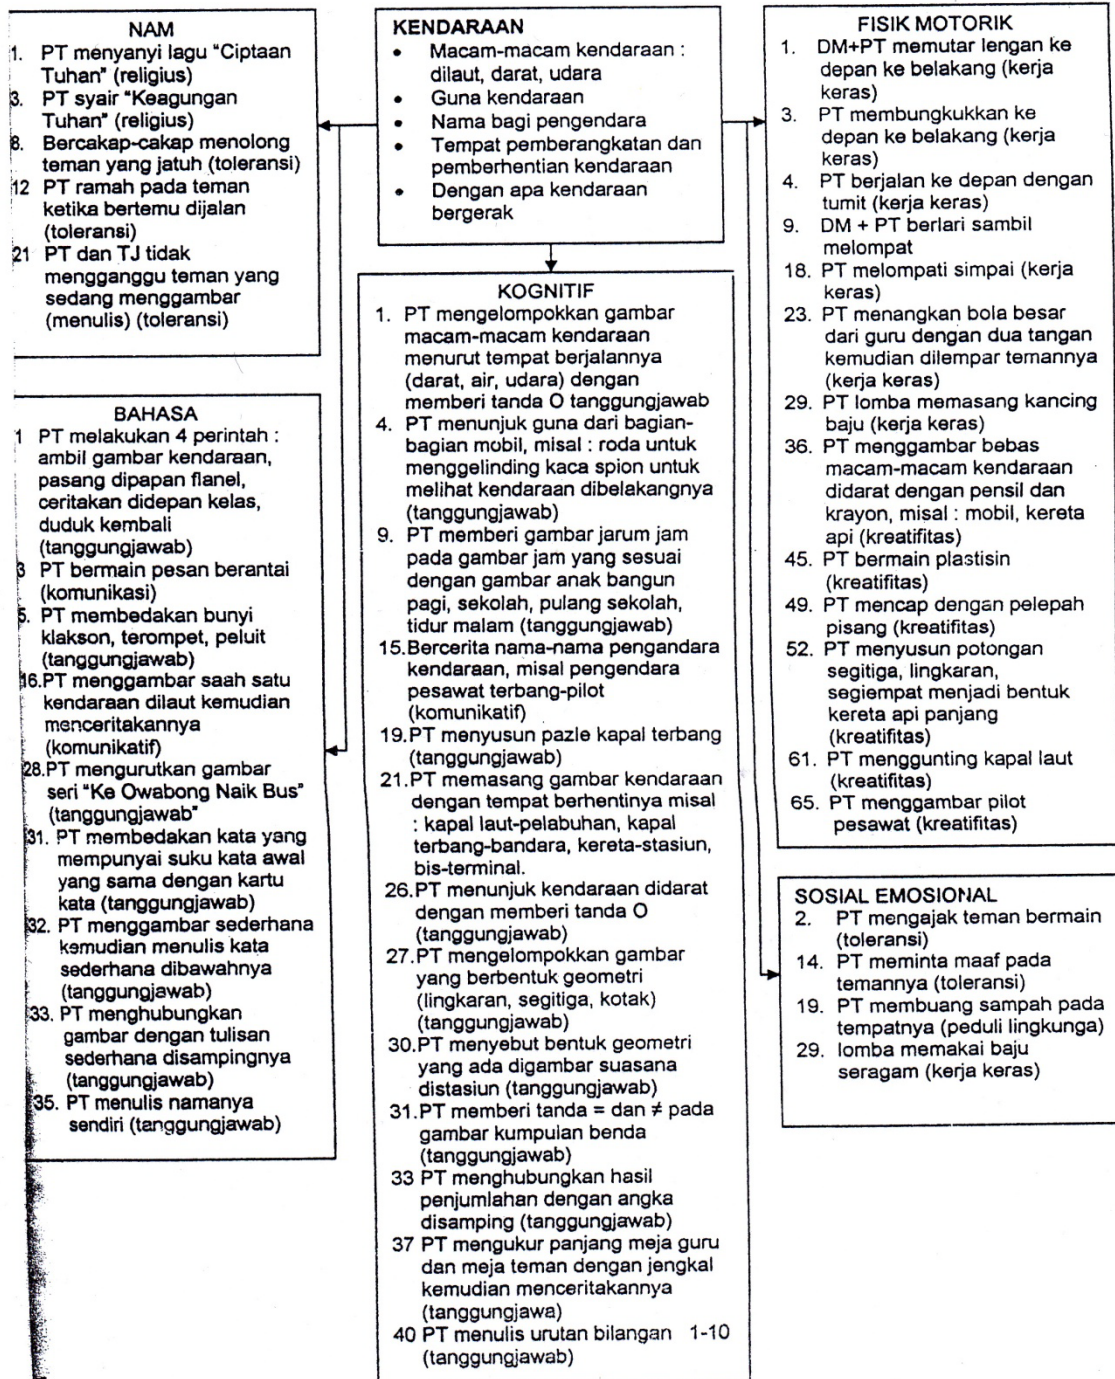 NAM
1. PT menyanyi lagu "Ciptaan
Tuhan" (religius)
3. PT syair "Keagungan
Tuhan" (religius)
8. Bercakap-cakap menolong
teman yang jatuh (toleransi)
12 PT ramah pada teman
ketika bertemu dijalan
(toleransi)
21 PT dan TJ tidak
mengganggu teman yang
sedang menggambar
(menulis) (toleransi)
KENDARAAN
• Macam-macam kendaraan :
dilaut, darat, udara
• Guna kendaraan
• Nama bagi pengendara
• Tempat pemberangkatan dan
pemberhentian kendaraan
• Dengan apa kendaraan
bergerak
FISIK MOTORIK
1. DM+PT memutar lengan ke
depan ke belakang (kerja
keras)
3. PT membungkukkan ke
depan ke belakang (kerja
keras)
4. PT berjalan ke depan dengan
tumit (kerja keras)
9. DM + PT berlari sambil
melompat
18. PT melompati simpai (kerja
keras)
23. PT menangkan bola besar
dari guru dengan dua tangan
kemudian dilempar temannya
(kerja keras)
29. PT lomba memasang kancing
baju (kerja keras)
36. PT menggambar bebas
macam-macam kendaraan
didarat dengan pensil dan
krayon, misal : mobil, kereta
api (kreatifitas)
45. PT bermain plastisin
(kreatifitas)
49. PT mencap dengan pelepah
pisang (kreatifitas)
52. PT menyusun potongan
segitiga, lingkaran,
segiempat menjadi bentuk
kereta api panjang
(kreatifitas)
61. PT menggunting kapal laut
(kreatifitas)
65. PT menggambar pilot
pesawat (kreatifitas)
BAHASA
1 PT melakukan 4 perintah :
ambil gambar kendaraan,
pasang dipapan flanel,
ceritakan didepan kelas,
duduk kembali
(tanggungjawab)
3 PT bermain pesan berantai
(komunikasi)
5. PT membedakan bunyi
klakson, terompet, peluit
(tanggungjawab)
16.PT menggambar saah satu
kendaraan dilaut kemudian
menceritakannya
(komunikatif)
28.PT mengurutkan gambar
seri "Ke Owabong Naik Bus"
(tanggungjawab"
31. PT membedakan kata yang
mempunyai suku kata awal
yang sama dengan kartu
kata (tanggungjawab)
32. PT menggambar sederhana
kemudian menulis kata
sederhana dibawahnya
(tanggungjawab)
33. PT menghubungkan
gambar dengan tulisan
sederhana disampingnya
(tanggungjawab)
35. PT menulis namanya
sendiri (tanggungjawab)
KOGNITIF
1. PT mengelompokkan gambar
macam-macam kendaraan
menurut tempat berjalannya
(darat, air, udara) dengan
memberi tanda O tanggungjawab
4. PT menunjuk guna dari bagian-
bagian mobil, misal : roda untuk
menggelinding kaca spion untuk
melihat kendaraan dibelakangnya
(tanggungjawab)
9. PT memberi gambar jarum jam
pada gambar jam yang sesuai
dengan gambar anak bangun
pagi, sekolah, pulang sekolah,
tidur malam (tanggungjawab)
15.Bercerita nama-nama pengandara
kendaraan, misal pengendara
pesawat terbang-pilot
(komunikatif)
19.PT menyusun pazle kapal terbang
(tanggungjawab)
21.PT memasang gambar kendaraan
dengan tempat berhentinya misal
: kapal laut-pelabuhan, kapal
terbang-bandara, kereta-stasiun,
bis-terminal.
26.PT menunjuk kendaraan didarat
dengan memberi tanda O
(tanggungjawab)
27.PT mengelompokkan gambar
yang berbentuk geometri
(lingkaran, segitiga, kotak)
(tanggungjawab)
30.PT menyebut bentuk geometri
yang ada digambar suasana
distasiun (tanggungjawab)
31.PT memberi tanda = dan ≠ pada
gambar kumpulan benda
(tanggungjawab)
33 PT menghubungkan hasil
penjumlahan dengan angka
disamping (tanggungjawab)
37 PT mengukur panjang meja guru
dan meja teman dengan jengkal
kemudian menceritakannya
(tanggungjawa)
40 PT menulis urutan bilangan 1-10
(tanggungjawab)
SOSIAL EMOSIONAL
2. PT mengajak teman bermain
(toleransi)
14. PT meminta maaf pada
temannya (toleransi)
19. PT membuang sampah pada
tempatnya (peduli lingkunga)
29. lomba memakai baju
seragam (kerja keras)